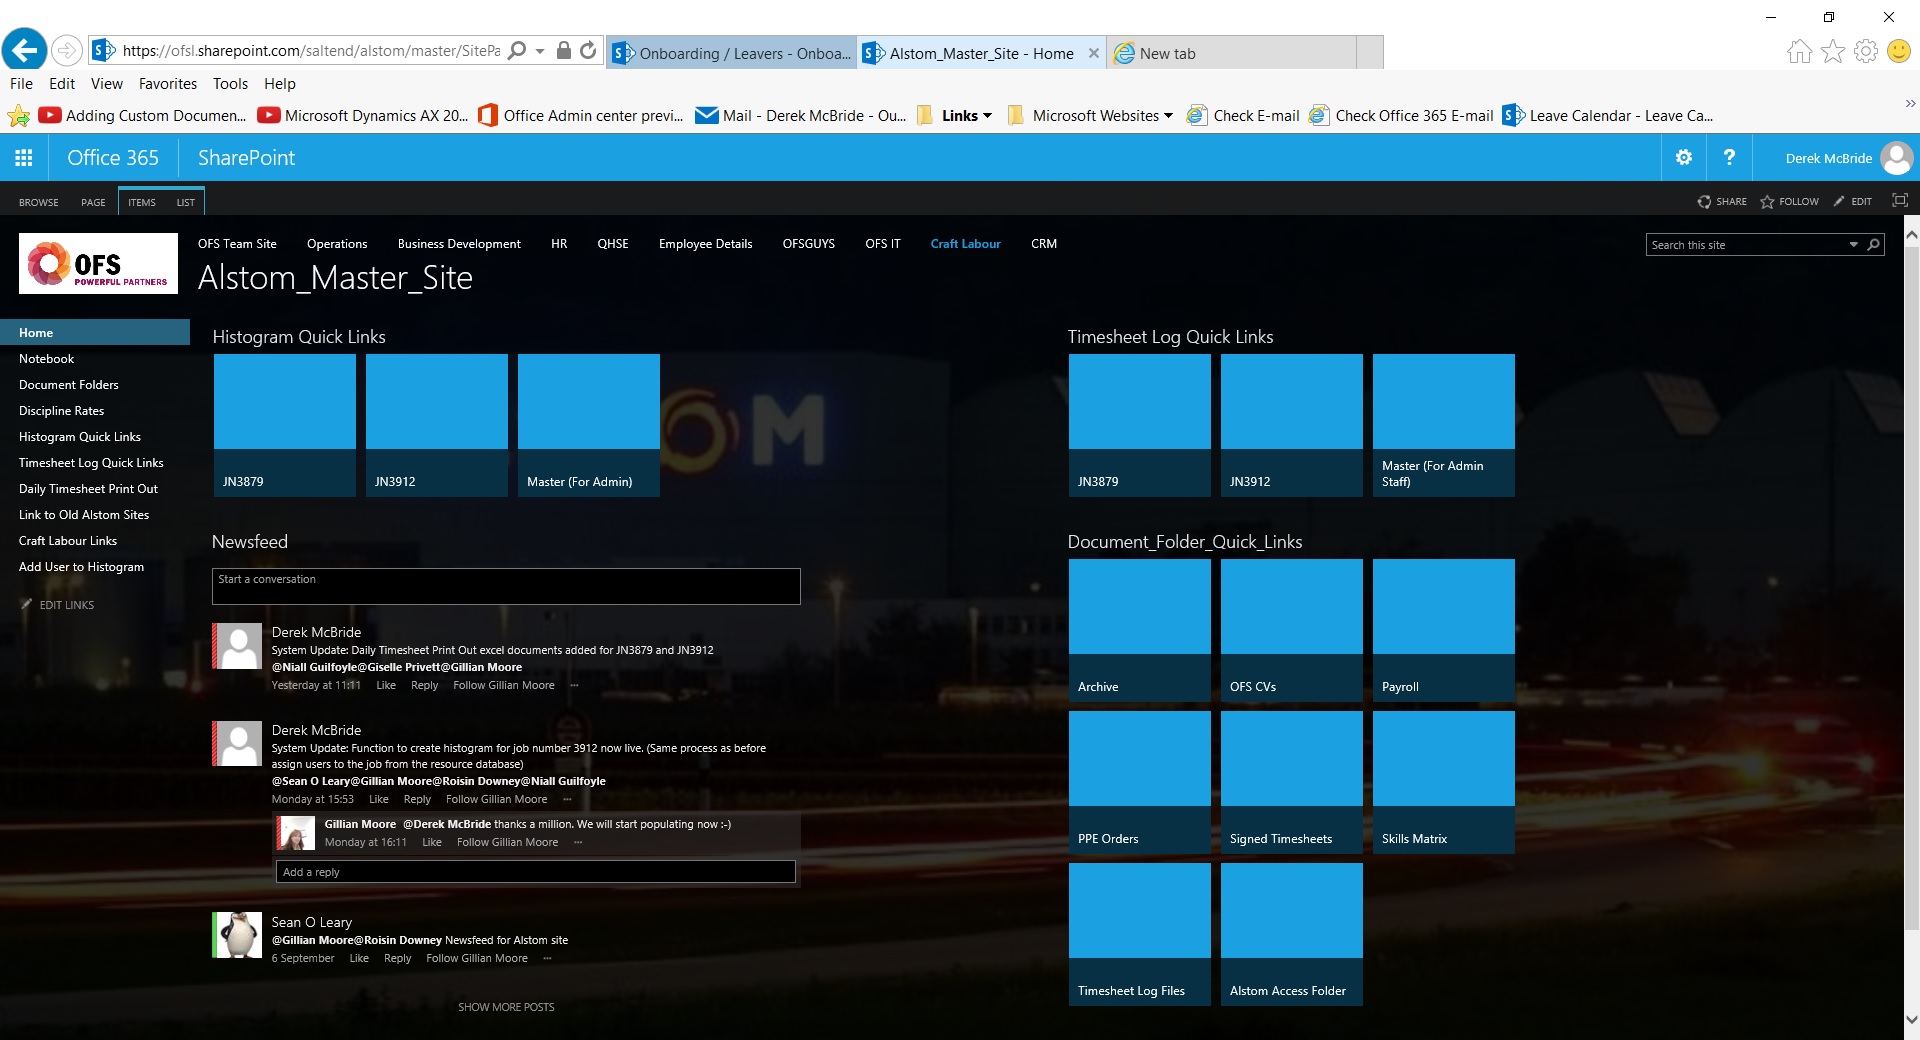 https://ofsl.sharepoint.com/saltend/alstom/master/SitePa
Onboarding / Leavers - Onboa...
Alstom_Master_Site - Home
New tab
File Edit View Favorites Tools Help
Adding Custom Documen...
Microsoft Dynamics AX 20...
Office Admin center previ...
Mail - Derek McBride - Ou...
Links
Microsoft Websites
Check E-mail
Check Office 365 E-mail
Leave Calendar - Leave Ca...
Office 365
SharePoint
?
Derek McBride
BROWSE PAGE ITEMS LIST
SHARE FOLLOW EDIT
OFS
POWERFUL PARTNERS
OFS Team Site Operations Business Development HR QHSE Employee Details OFSGUYS OFS IT Craft Labour CRM
Search this site
Alstom_Master_Site
Home
Notebook
Document Folders
Discipline Rates
Histogram Quick Links
Timesheet Log Quick Links
Daily Timesheet Print Out
Link to Old Alstom Sites
Craft Labour Links
Add User to Histogram
EDIT LINKS
Histogram Quick Links
JN3879
JN3912
Master (For Admin)
OM
Newsfeed
Start a conversation
Derek McBride
System Update: Daily Timesheet Print Out excel documents added for JN3879 and JN3912
@Niall Guilfoyle@Giselle Privett@Gillian Moore
Yesterday at 11:11 Like Reply Follow Gillian Moore ...
Derek McBride
System Update: Function to create histogram for job number 3912 now live. (Same process as before
assign users to the job from the resource database)
@Sean O Leary@Gillian Moore@Roisin Downey@Niall Guilfoyle
Monday at 15:53 Like Reply Follow Gillian Moore ...
Gillian Moore @Derek McBride thanks a million. We will start populating now :-)
Monday at 16:11 Like Follow Gillian Moore ...
Add a reply
Sean O Leary
@Gillian Moore@Roisin Downey Newsfeed for Alstom site
6 September Like Reply Follow Gillian Moore ...
SHOW MORE POSTS
Timesheet Log Quick Links
JN3879
JN3912
Master (For Admin
Staff)
Document_Folder_Quick_Links
Archive
OFS CVs
Payroll
PPE Orders
Signed Timesheets
Skills Matrix
Timesheet Log Files
Alstom Access Folder